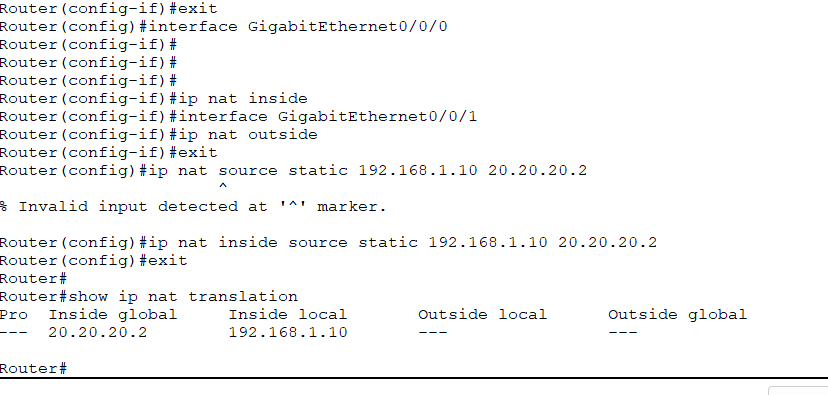 Router(config-if)#exit
Router(config)#interface GigabitEthernet0/0/0
Router(config-if)#
Router(config-if)#
Router(config-if)#
Router(config-if)#ip nat inside
Router(config-if)#interface GigabitEthernet0/0/1
Router(config-if)#ip nat outside
Router(config-if)#exit
Router(config)#ip nat source static 192.168.1.10 20.20.20.2
^
% Invalid input detected at '^' marker.
Router(config)#ip nat inside source static 192.168.1.10 20.20.20.2
Router(config)#exit
Router#
Router#show ip nat translation
Pro  Inside global     Inside local       Outside local      Outside global
---  20.20.20.2        192.168.1.10       ---                ---
Router#